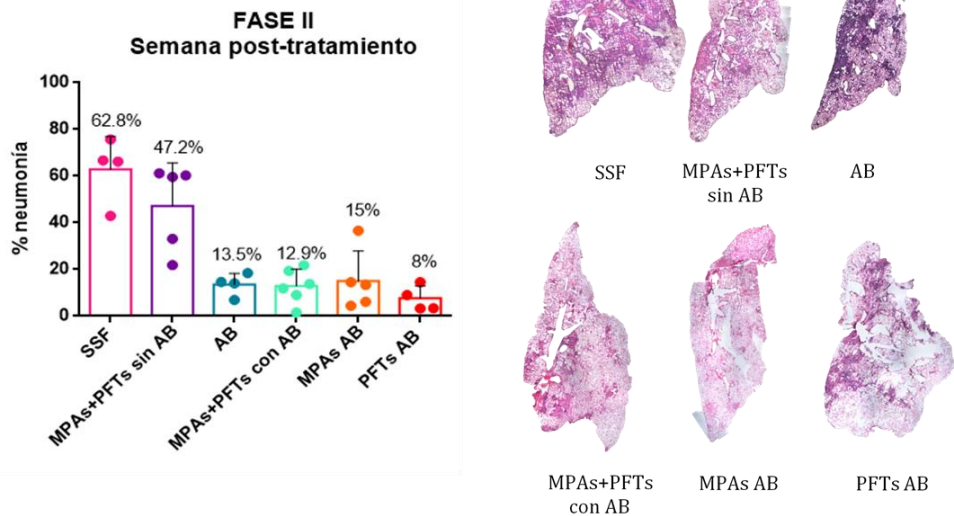 FASE II
Semana post-tratamiento
% neumonía
100
80
60
40
20
0
62.8%
47.2%
13.5%
12.9%
15%
8%
SSF
MPAs+PFTs sin AB
AB
MPAs+PFTs con AB
MPAs AB
PFTs AB
SSF
MPAs+PFTs
sin AB
AB
MPAs+PFTs
con AB
MPAs AB
PFTs AB